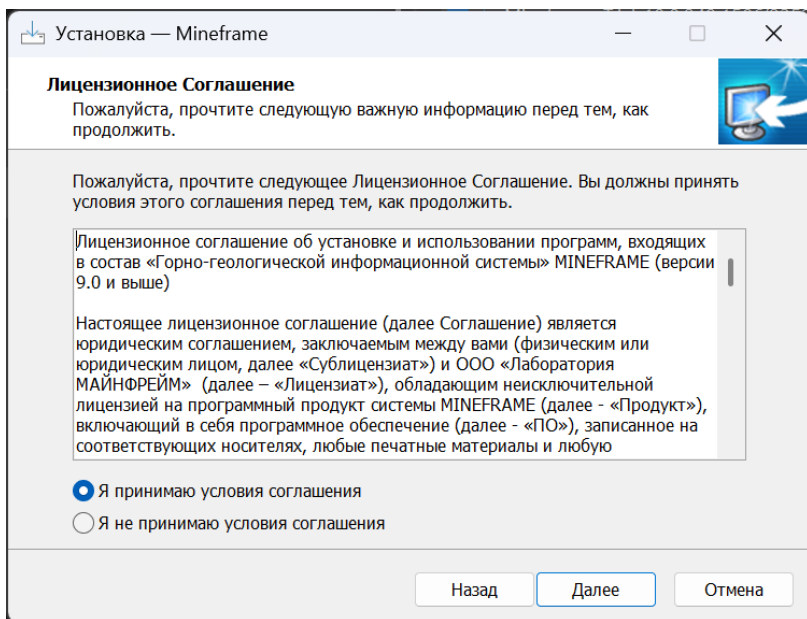 Установка — Mineframe
Лицензионное Соглашение
Пожалуйста, прочтите следующую важную информацию перед тем, как
продолжить.
Пожалуйста, прочтите следующее Лицензионное Соглашение. Вы должны принять
условия этого соглашения перед тем, как продолжить.
Лицензионное соглашение об установке и использовании программ, входящих
в состав «Горно-геологической информационной системы» MINEFRAME (версии
9.0 и выше)
Настоящее лицензионное соглашение (далее Соглашение) является
юридическим соглашением, заключаемым между вами (физическим или
юридическим лицом, далее «Сублицензиат») и ООО «Лаборатория
МАЙНФРЕЙМ» (далее – «Лицензиат»), обладающим неисключительной
лицензией на программный продукт системы MINEFRAME (далее - «Продукт»),
включающий в себя программное обеспечение (далее - «ПО»), записанное на
соответствующих носителях, любые печатные материалы и любую
Я принимаю условия соглашения
Я не принимаю условия соглашения
Назад Далее Отмена